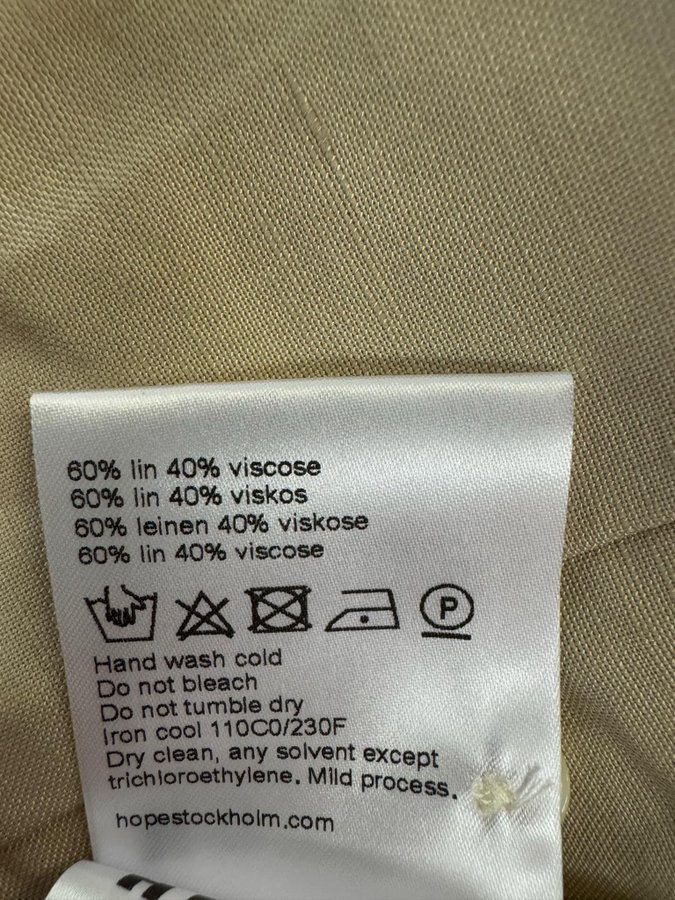 60% lin 40% viscose
60% lin 40% viskos
60% leinen 40% viskose
60% lin 40% viscose
P
Hand wash cold
Do not bleach
Do not tumble dry
Iron cool 110C0/230F
Dry clean, any solvent except
trichloroethylene. Mild process.
hopestockholm.com